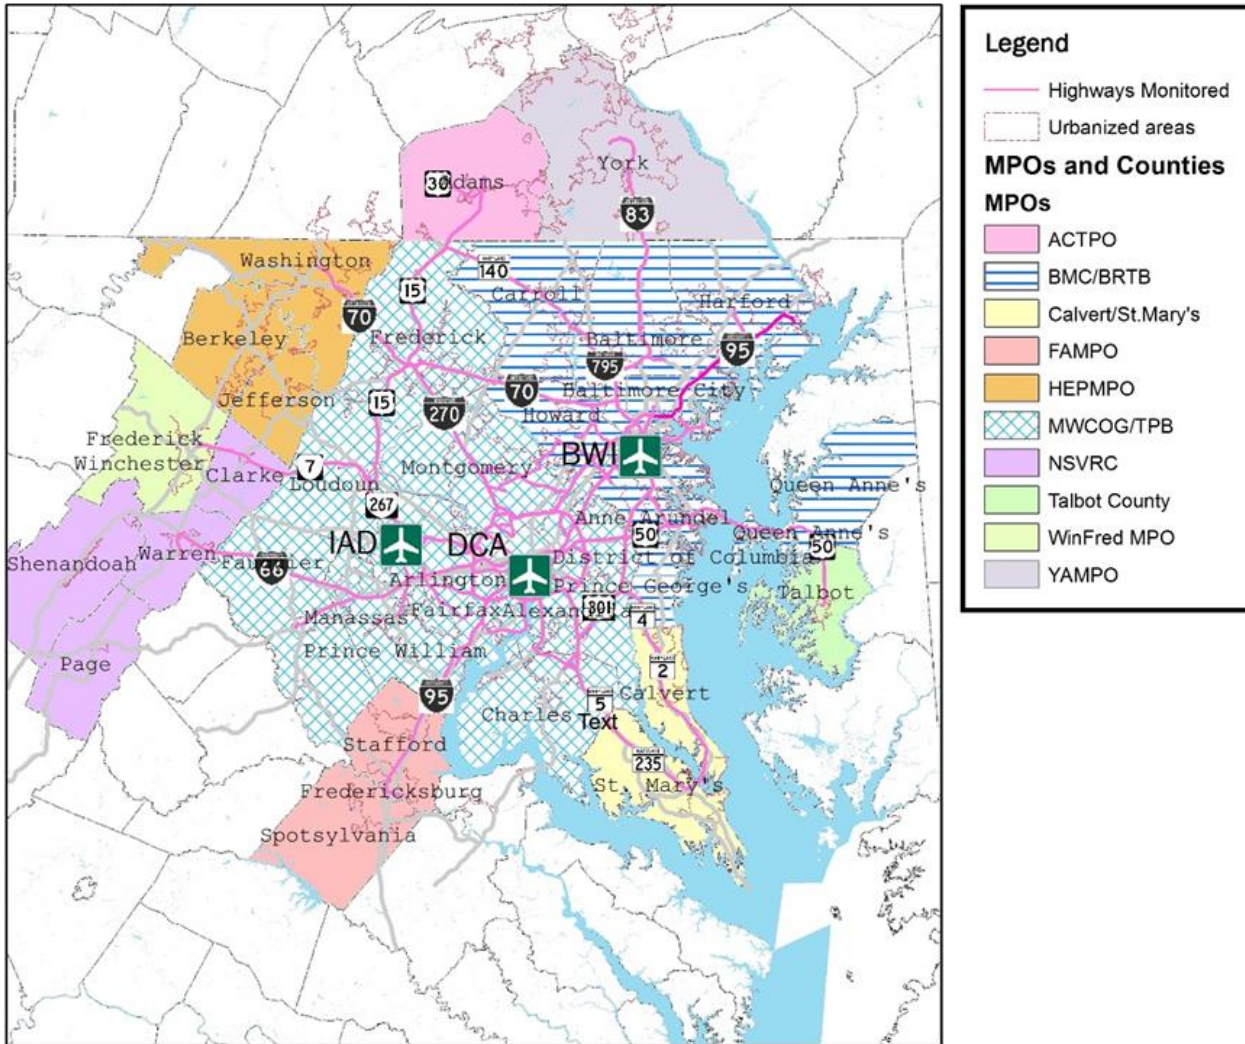 Legend
Highways Monitored
Urbanized areas
MPOs and Counties
MPOs
ACTPO
BMC/BRTB
Calvert/St.Mary's
FAMPO
HEPMPO
MWCOG/TPB
NSVRC
Talbot County
WinFred MPO
YAMPO
York
30
Adams
83
Washington
140
15
Carroll
Harford
70
Frederick
Berkeley
Baltimore
95
795
Jefferson
15
270
70
Baltimore City
Howard
Frederick
Winchester
BWI
Clarke
7
Loudoun
Montgomery
Queen Anne's
267
Anne Arundel
IAD
DCA
50
Queen Anne's
50
Warren
Shenandoah
Fauquier
66
District of Columbia
Arlington
Prince George's
Talbot
Manassas
Fairfax
Alexandria
301
4
Prince William
Page
2
95
Calvert
5
Text
Charles
Stafford
235
St. Mary's
Fredericksburg
Spotsylvania